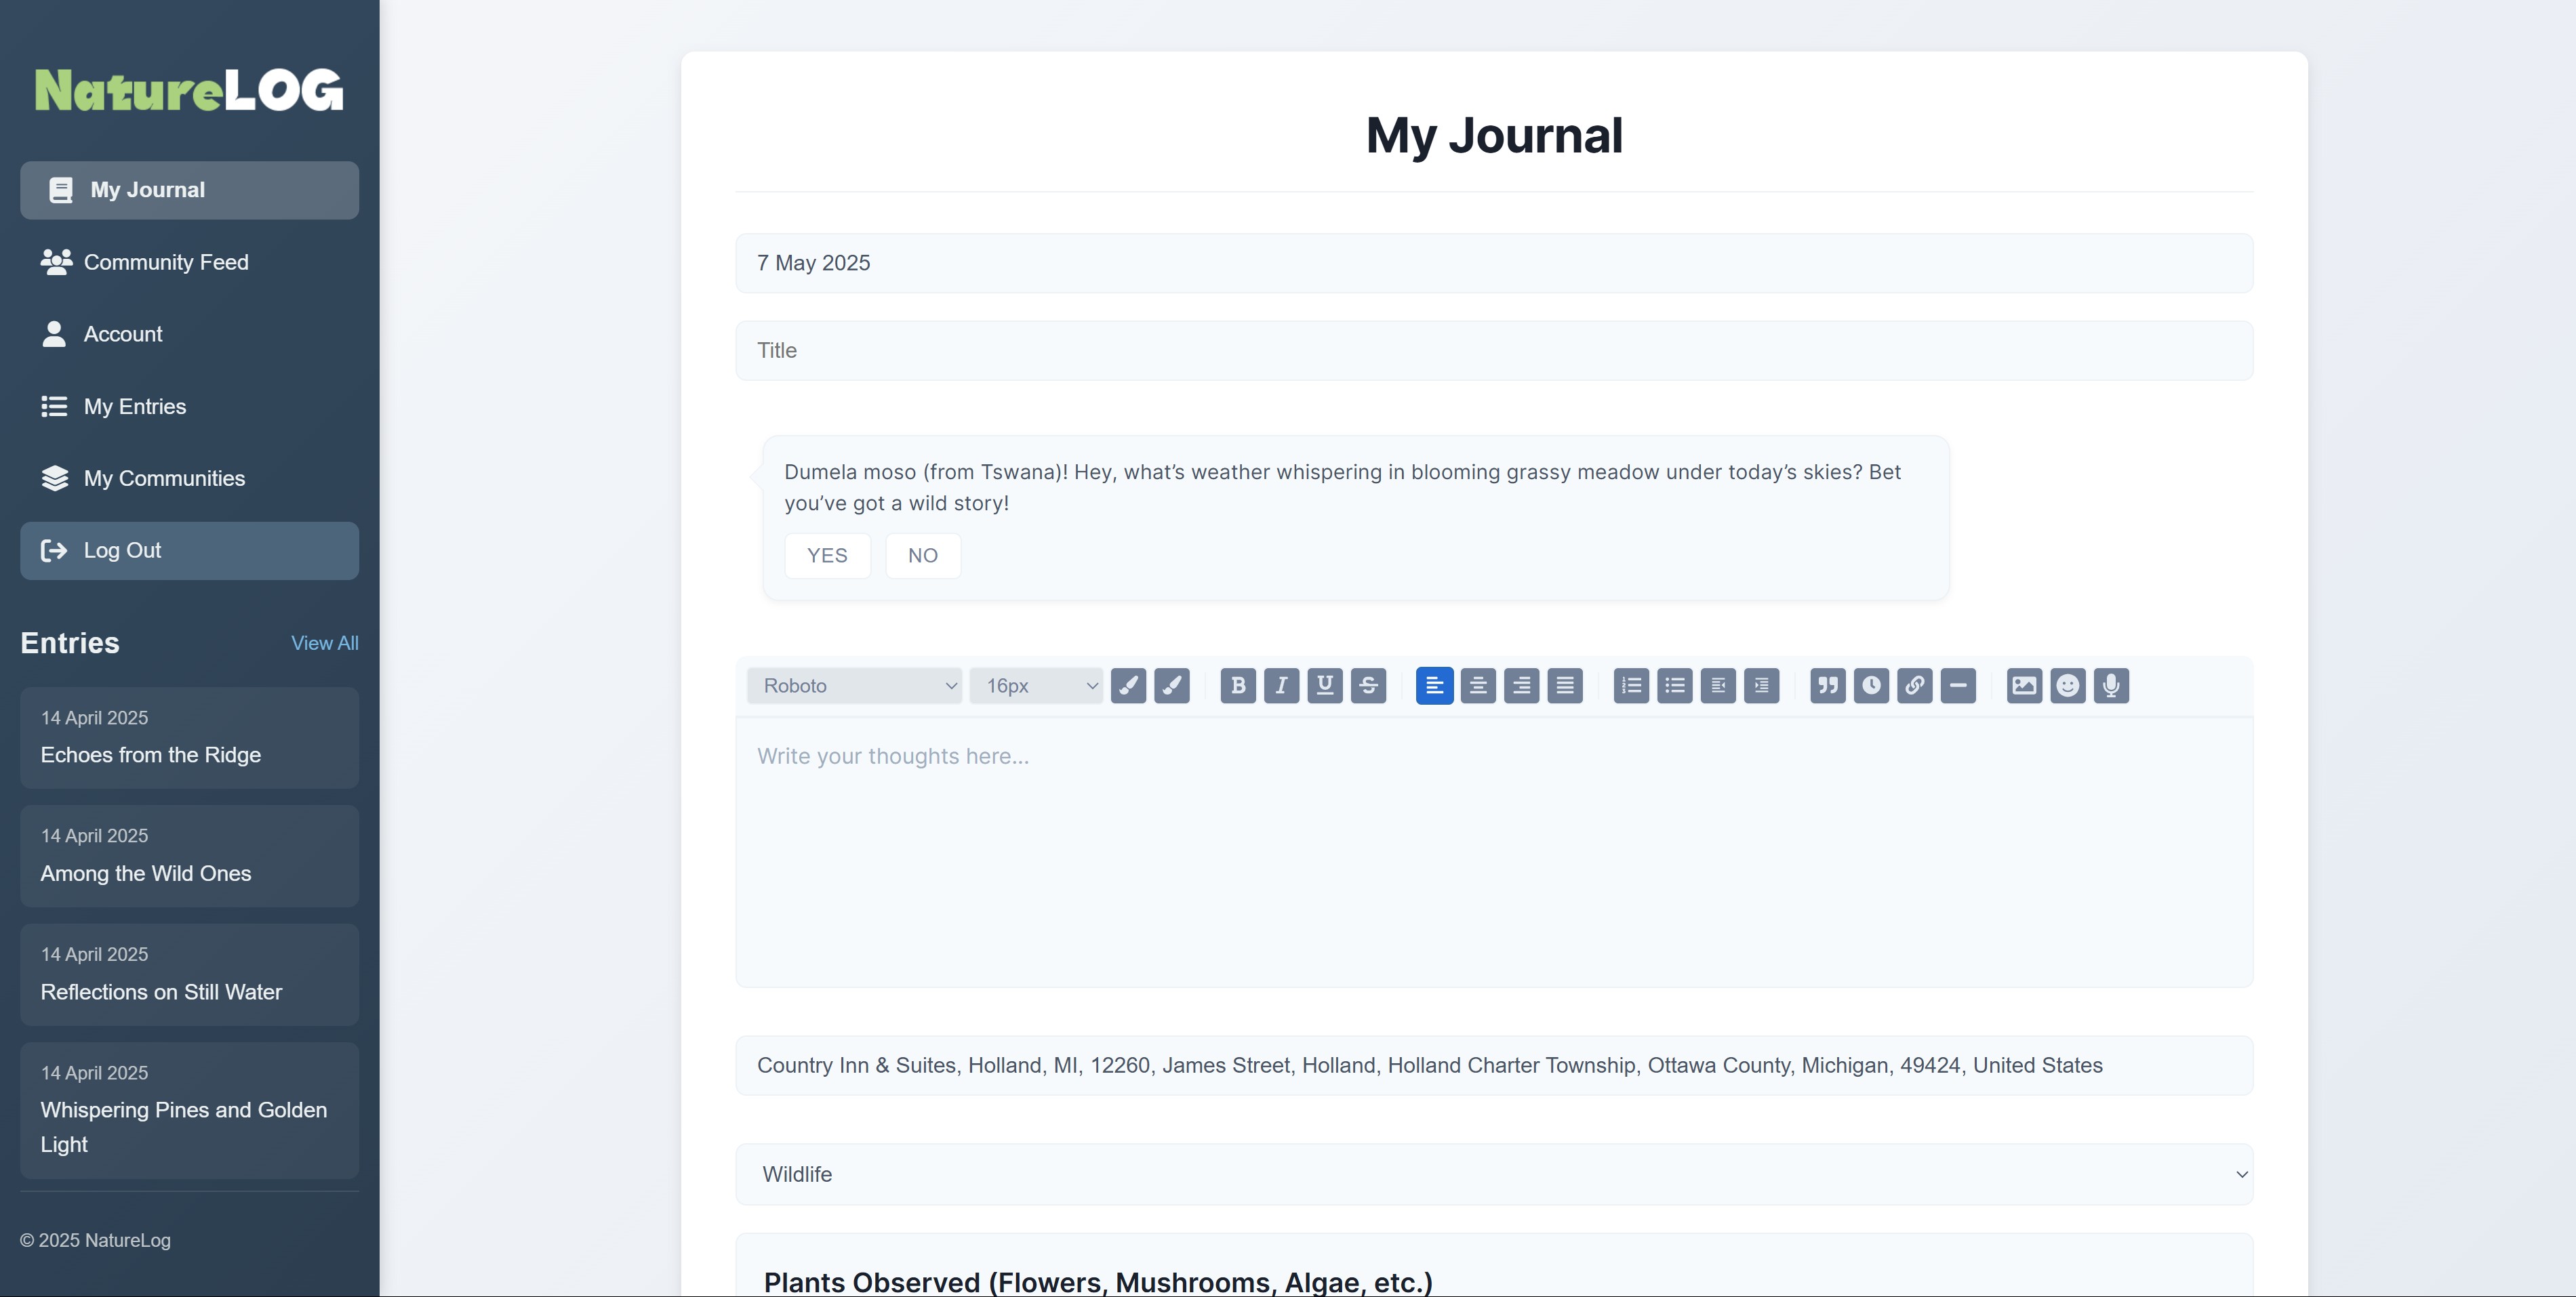 NatureLOG
My Journal
Community Feed
Account
My Entries
My Communities
Log Out
Entries
View All
14 April 2025
Echoes from the Ridge
14 April 2025
Among the Wild Ones
14 April 2025
Reflections on Still Water
14 April 2025
Whispering Pines and Golden
Light
© 2025 NatureLog
My Journal
7 May 2025
Title
Dumela moso (from Tswana)! Hey, what’s weather whispering in blooming grassy meadow under today’s skies? Bet
you’ve got a wild story!
YES
NO
Roboto
16px
Write your thoughts here...
Country Inn & Suites, Holland, MI, 12260, James Street, Holland, Holland Charter Township, Ottawa County, Michigan, 49424, United States
Wildlife
Plants Observed (Flowers, Mushrooms, Algae, etc.)